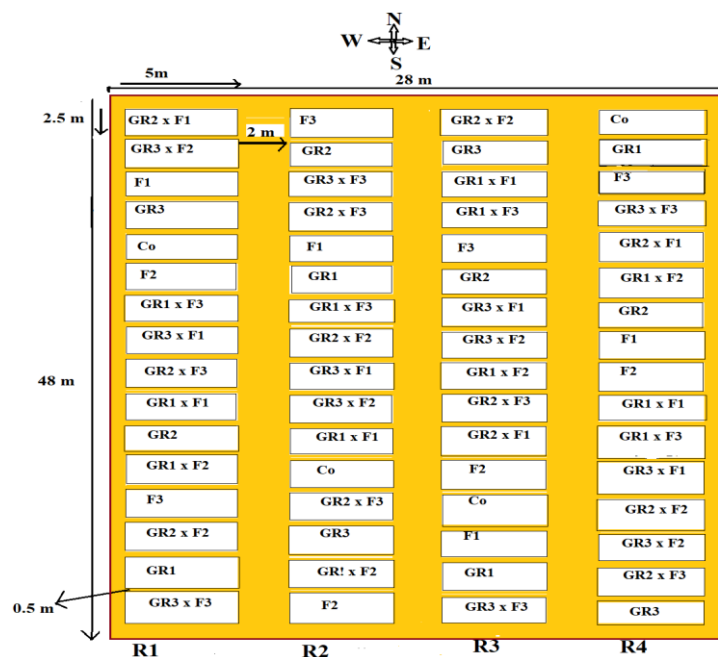 N
W E
S
5m
28 m
2.5 m
2 m
GR2 x F1
GR3 x F2
F1
GR3
Co
F2
GR1 x F3
GR3 x F1
GR2 x F3
GR1 x F1
GR2
GR1 x F2
F3
GR2 x F2
GR1
GR3 x F3
F3
GR2
GR3 x F3
GR2 x F3
F1
GR1
GR1 x F3
GR2 x F2
GR3 x F1
GR3 x F2
GR1 x F1
Co
GR2 x F3
GR3
GR! x F2
F2
GR2 x F2
GR3
GR1 x F1
GR1 x F3
F3
GR2
GR3 x F1
GR3 x F2
GR1 x F2
GR2 x F3
GR2 x F1
F2
Co
F1
GR1
GR3 x F3
Co
GR1
F3
GR3 x F3
GR2 x F1
GR1 x F2
GR2
F1
F2
GR1 x F1
GR1 x F3
GR3 x F1
GR2 x F2
GR3 x F2
GR2 x F3
GR3
48 m
0.5 m
R1 R2 R3 R4